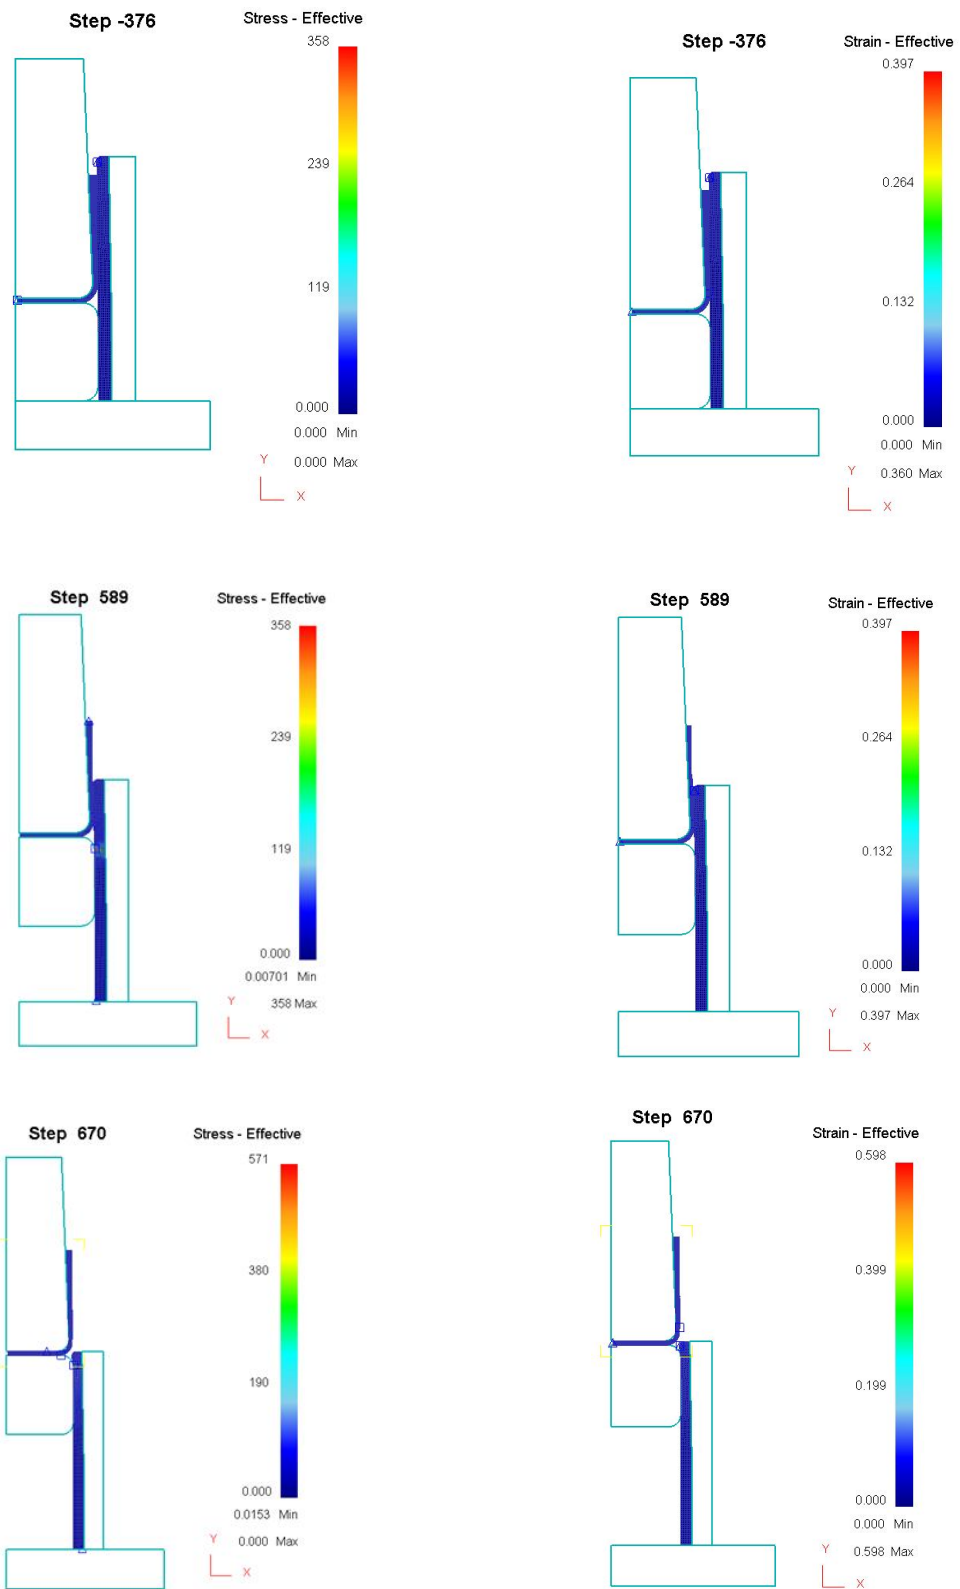 Step -376
Stress - Effective
358
239
119
0.000
0.000 Min
0.000 Max
Y
X
Step -376
Strain - Effective
0.397
0.264
0.132
0.000
0.000 Min
0.360 Max
Y
X
Step 589
Stress - Effective
358
239
119
0.000
0.00701 Min
358 Max
Y
X
Step 589
Strain - Effective
0.397
0.264
0.132
0.000
0.000 Min
0.397 Max
Y
X
Step 670
Stress - Effective
571
380
190
0.000
0.0153 Min
0.000 Max
Y
X
Step 670
Strain - Effective
0.598
0.399
0.199
0.000
0.000 Min
0.598 Max
Y
X